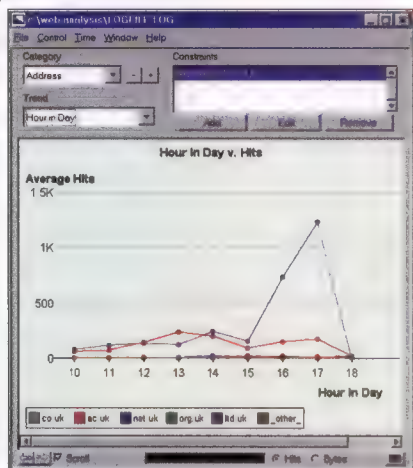 c:\web-analysis\LOGFILE.LOG
File Control Time Window Help
Category
Constraints
Address
- +
Trend
Hour in Day
Add Edit Remove
Hour in Day v. Hits
Average Hits
1 5K
1K
500
0
10 11 12 13 14 15 16 17 18
Hour in Day
co uk ac uk net uk org uk ltd uk _other_
Scroll
Hits Bytes